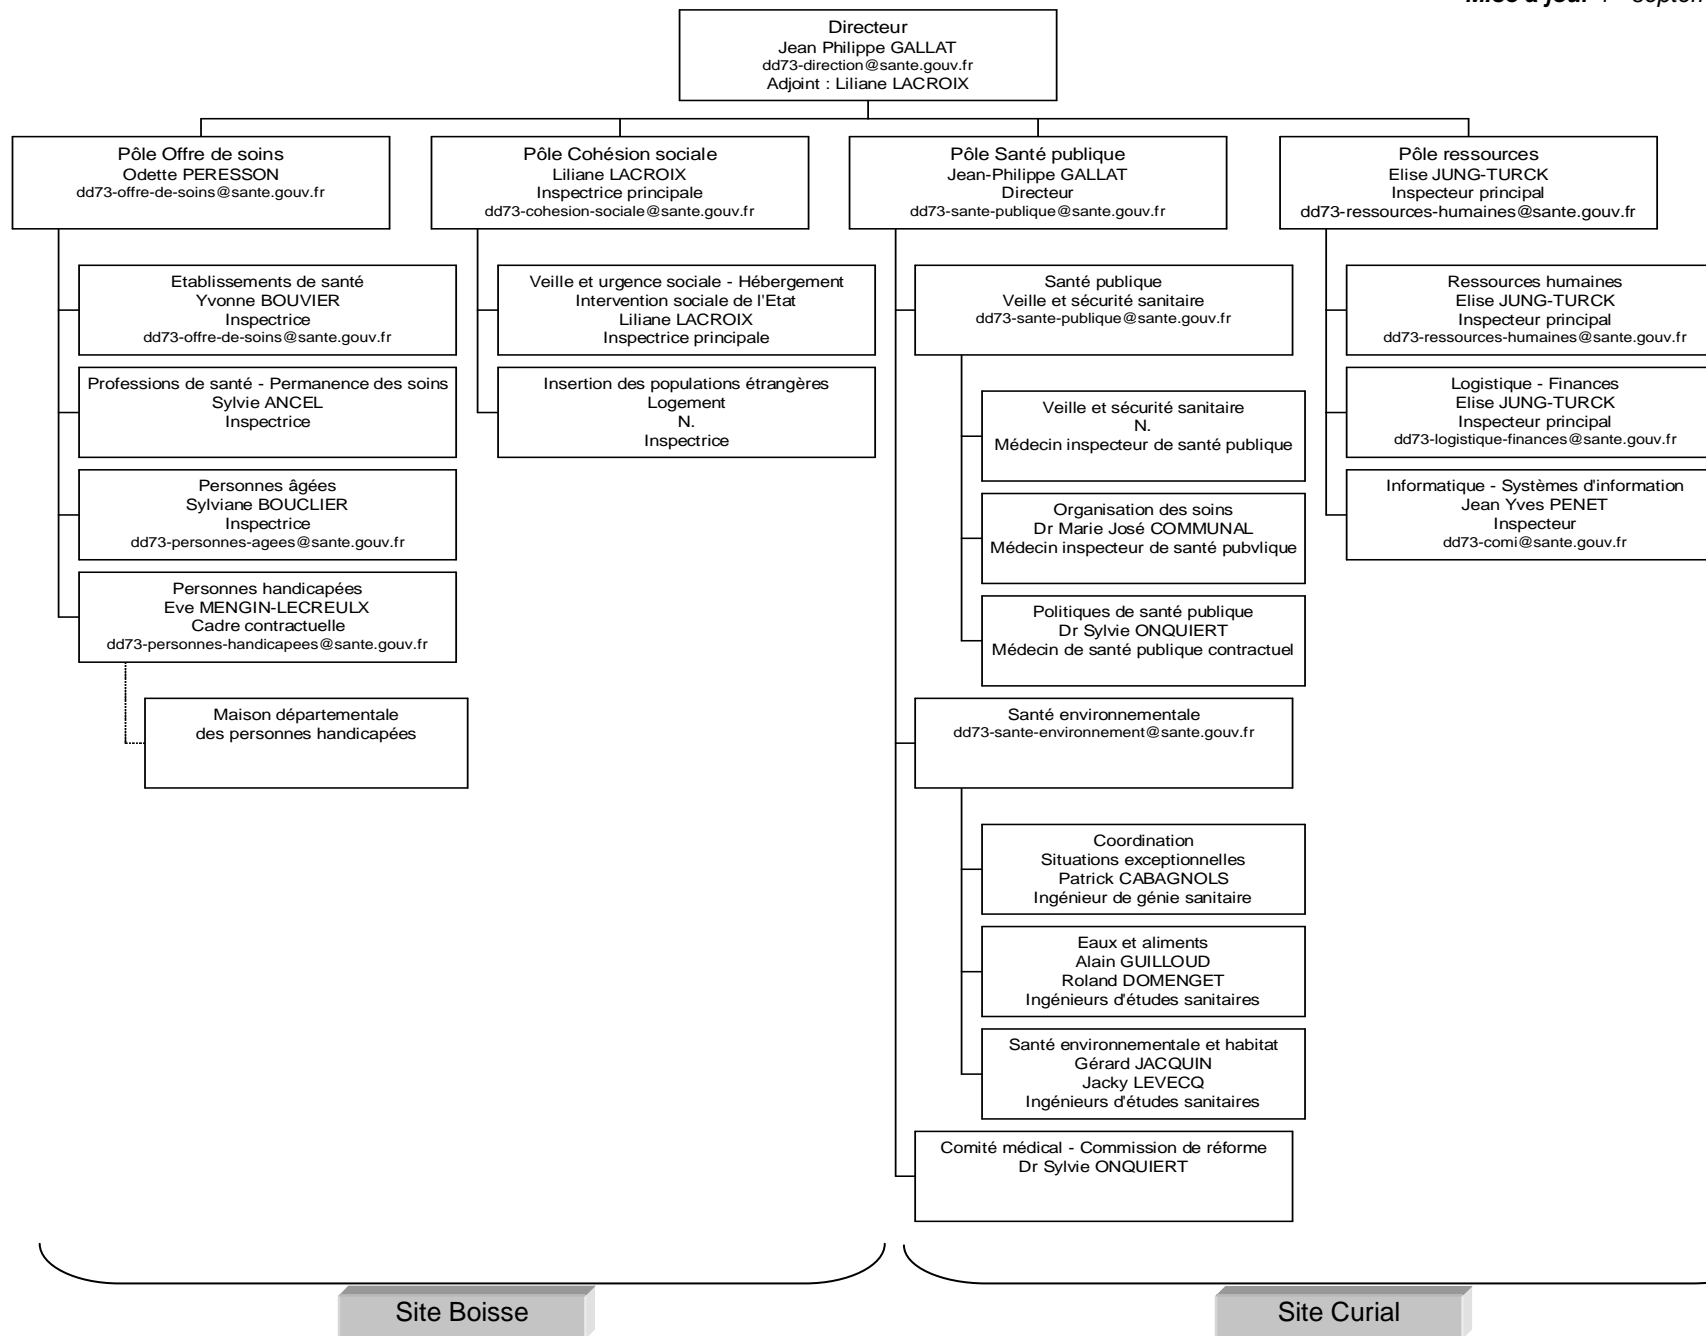 Mise à jour
Directeur
Jean Philippe GALLAT
dd73-direction@sante.gouv.fr
Adjoint : Liliane LACROIX
Pôle Offre de soins
Odette PERESSON
dd73-offre-de-soins@sante.gouv.fr
Pôle Cohésion sociale
Liliane LACROIX
Inspectrice principale
dd73-cohesion-sociale@sante.gouv.fr
Pôle Santé publique
Jean-Philippe GALLAT
Directeur
dd73-sante-publique@sante.gouv.fr
Pôle ressources
Elise JUNG-TURCK
Inspecteur principal
dd73-ressources-humaines@sante.gouv.fr
Etablissements de santé
Yvonne BOUVIER
Inspectrice
dd73-offre-de-soins@sante.gouv.fr
Professions de santé - Permanence des soins
Sylvie ANCEL
Inspectrice
Personnes âgées
Sylviane BOUCLIER
Inspectrice
dd73-personnes-agees@sante.gouv.fr
Personnes handicapées
Eve MENGIN-LECREULX
Cadre contractuelle
dd73-personnes-handicapees@sante.gouv.fr
Maison départementale
des personnes handicapées
Veille et urgence sociale - Hébergement
Intervention sociale de l'Etat
Liliane LACROIX
Inspectrice principale
Insertion des populations étrangères
Logement
N.
Inspectrice
Santé publique
Veille et sécurité sanitaire
dd73-sante-publique@sante.gouv.fr
Veille et sécurité sanitaire
N.
Médecin inspecteur de santé publique
Organisation des soins
Dr Marie José COMMUNAL
Médecin inspecteur de santé pubvlique
Politiques de santé publique
Dr Sylvie ONQUIERT
Médecin de santé publique contractuel
Santé environnementale
dd73-sante-environnement@sante.gouv.fr
Coordination
Situations exceptionnelles
Patrick CABAGNOLS
Ingénieur de génie sanitaire
Eaux et aliments
Alain GUILLOUD
Roland DOMENGET
Ingénieurs d'études sanitaires
Santé environnementale et habitat
Gérard JACQUIN
Jacky LEVECQ
Ingénieurs d'études sanitaires
Comité médical - Commission de réforme
Dr Sylvie ONQUIERT
Ressources humaines
Elise JUNG-TURCK
Inspecteur principal
dd73-ressources-humaines@sante.gouv.fr
Logistique - Finances
Elise JUNG-TURCK
Inspecteur principal
dd73-logistique-finances@sante.gouv.fr
Informatique - Systèmes d'information
Jean Yves PENET
Inspecteur
dd73-comi@sante.gouv.fr
Site Boisse
Site Curial